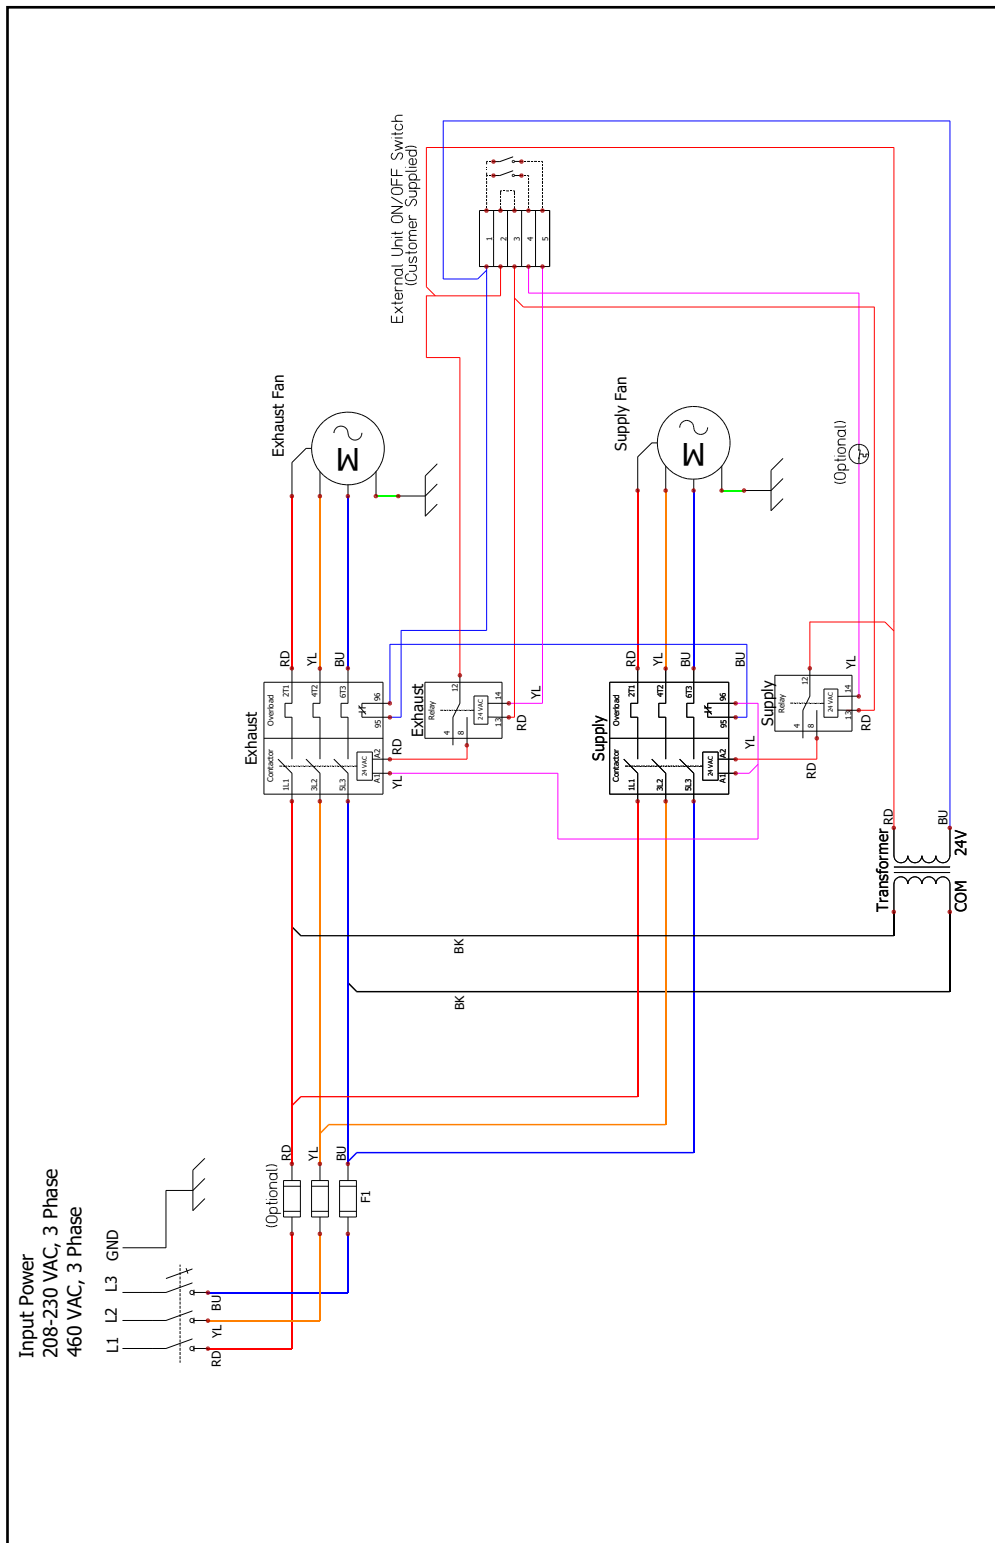 Input Power
208-230 VAC, 3 Phase
460 VAC, 3 Phase
L1
L2
L3
GND
RD
YL
BU
(Optional)
F1
RD
YL
BU
BK
BK
Exhaust
Contactor
Overload
1L1
3L2
5L3
2T1
4T2
6T3
24 VAC
A1
A2
95
96
RD
YL
BU
YL
RD
Exhaust
Relay
4
8
12
24 VAC
13
14
RD
YL
Exhaust Fan
M
External Unit ON/OFF Switch
(Customer Supplied)
1
2
3
4
5
Supply
Contactor
Overload
1L1
3L2
5L3
2T1
4T2
6T3
24 VAC
A1
A2
95
96
RD
YL
BU
BU
YL
RD
Supply
Relay
4
8
12
24 VAC
13
14
RD
YL
Supply Fan
M
(Optional)
Transformer
COM
24V
RD
BU